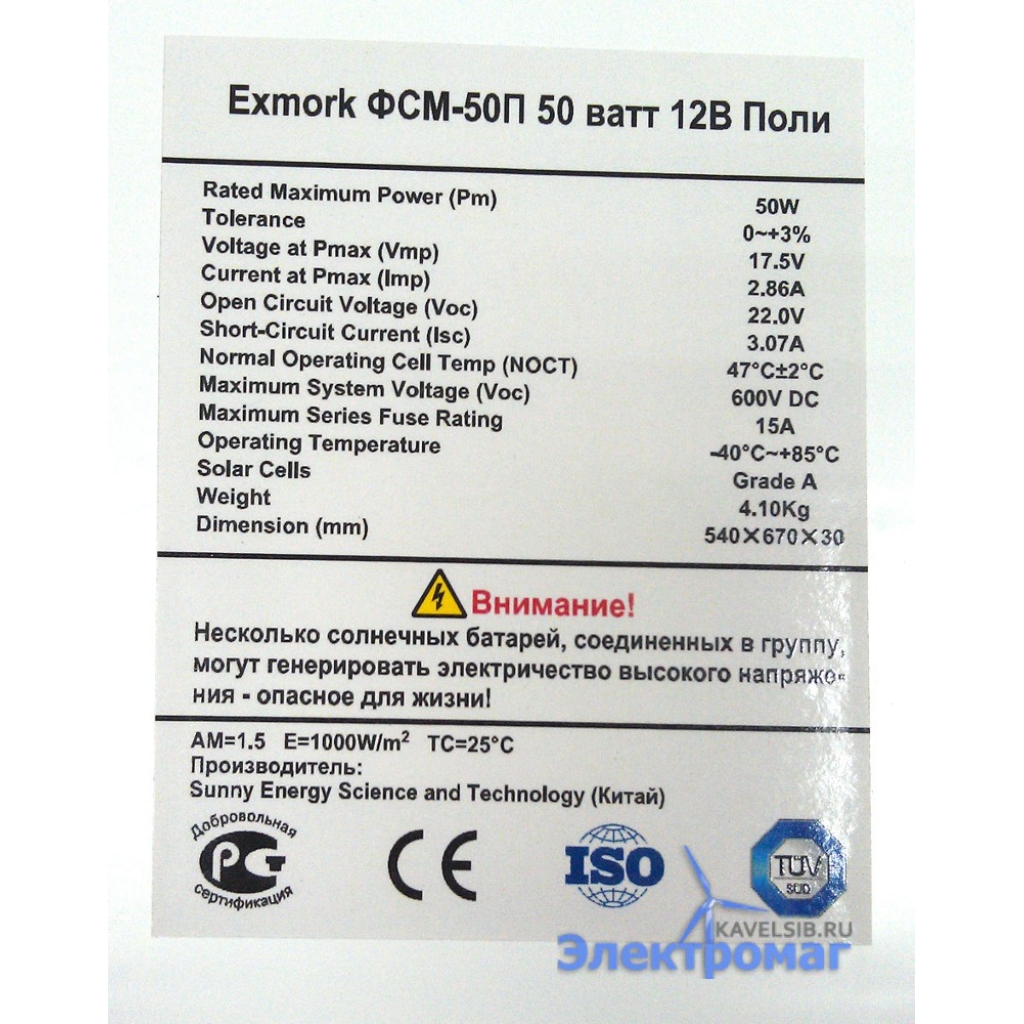 Exmork ФСМ-50П 50 ватт 12В Поли
Rated Maximum Power (Pm) 50W
Tolerance 0~+3%
Voltage at Pmax (Vmp) 17.5V
Current at Pmax (Imp) 2.86A
Open Circuit Voltage (Voc) 22.0V
Short-Circuit Current (Isc) 3.07A
Normal Operating Cell Temp (NOCT) 47°C±2°C
Maximum System Voltage (Voc) 600V DC
Maximum Series Fuse Rating 15A
Operating Temperature -40°C~+85°C
Solar Cells Grade A
Weight 4.10Kg
Dimension (mm) 540×670×30
Внимание!
Несколько солнечных батарей, соединенных в группу,
могут генерировать электричество высокого напряже-
ния - опасное для жизни!
AM=1.5 E=1000W/m² TC=25°C
Производитель:
Sunny Energy Science and Technology (Китай)
Добровольная
РСТ
сертификация
CE
ISO
TÜV
SÜD
KAVELSIB.RU
Электромаг